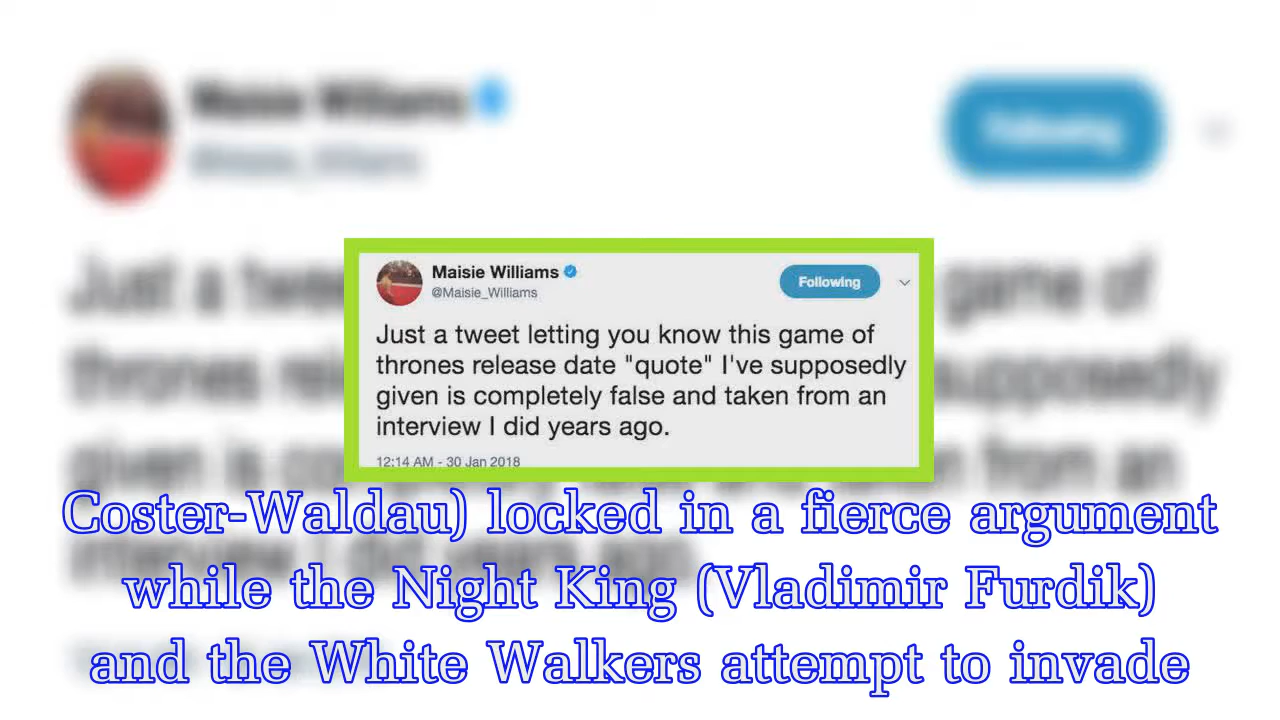 Maisie Williams
@Maisie_Williams
Following
Just a tweet letting you know this game of
thrones release date "quote" I've supposedly
given is completely false and taken from an
interview I did years ago.
12:14 AM - 30 Jan 2018
Coster-Waldau) locked in a fierce argument
while the Night King (Vladimir Furdik)
and the White Walkers attempt to invade